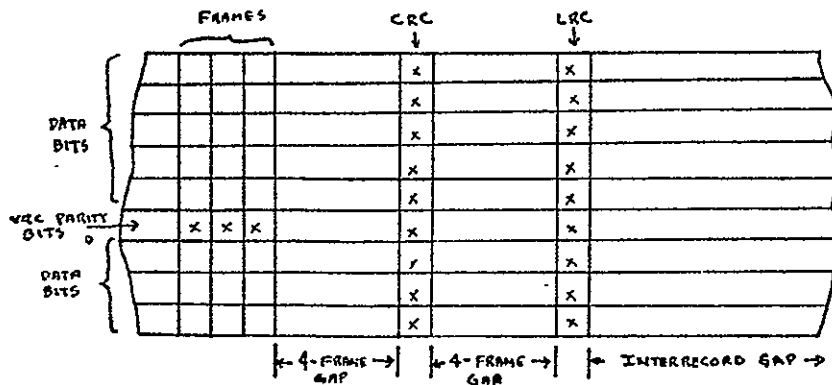 FRAMES
CRC
LRC
DATA
BITS
VRC PARITY
BITS
DATA
BITS
4-FRAME
GAP
4-FRAME
GAP
INTERRECORD GAP
x
x
x
x
x
x x x x
x
x
x
x
x
x
x
x
x
x
x
x
x